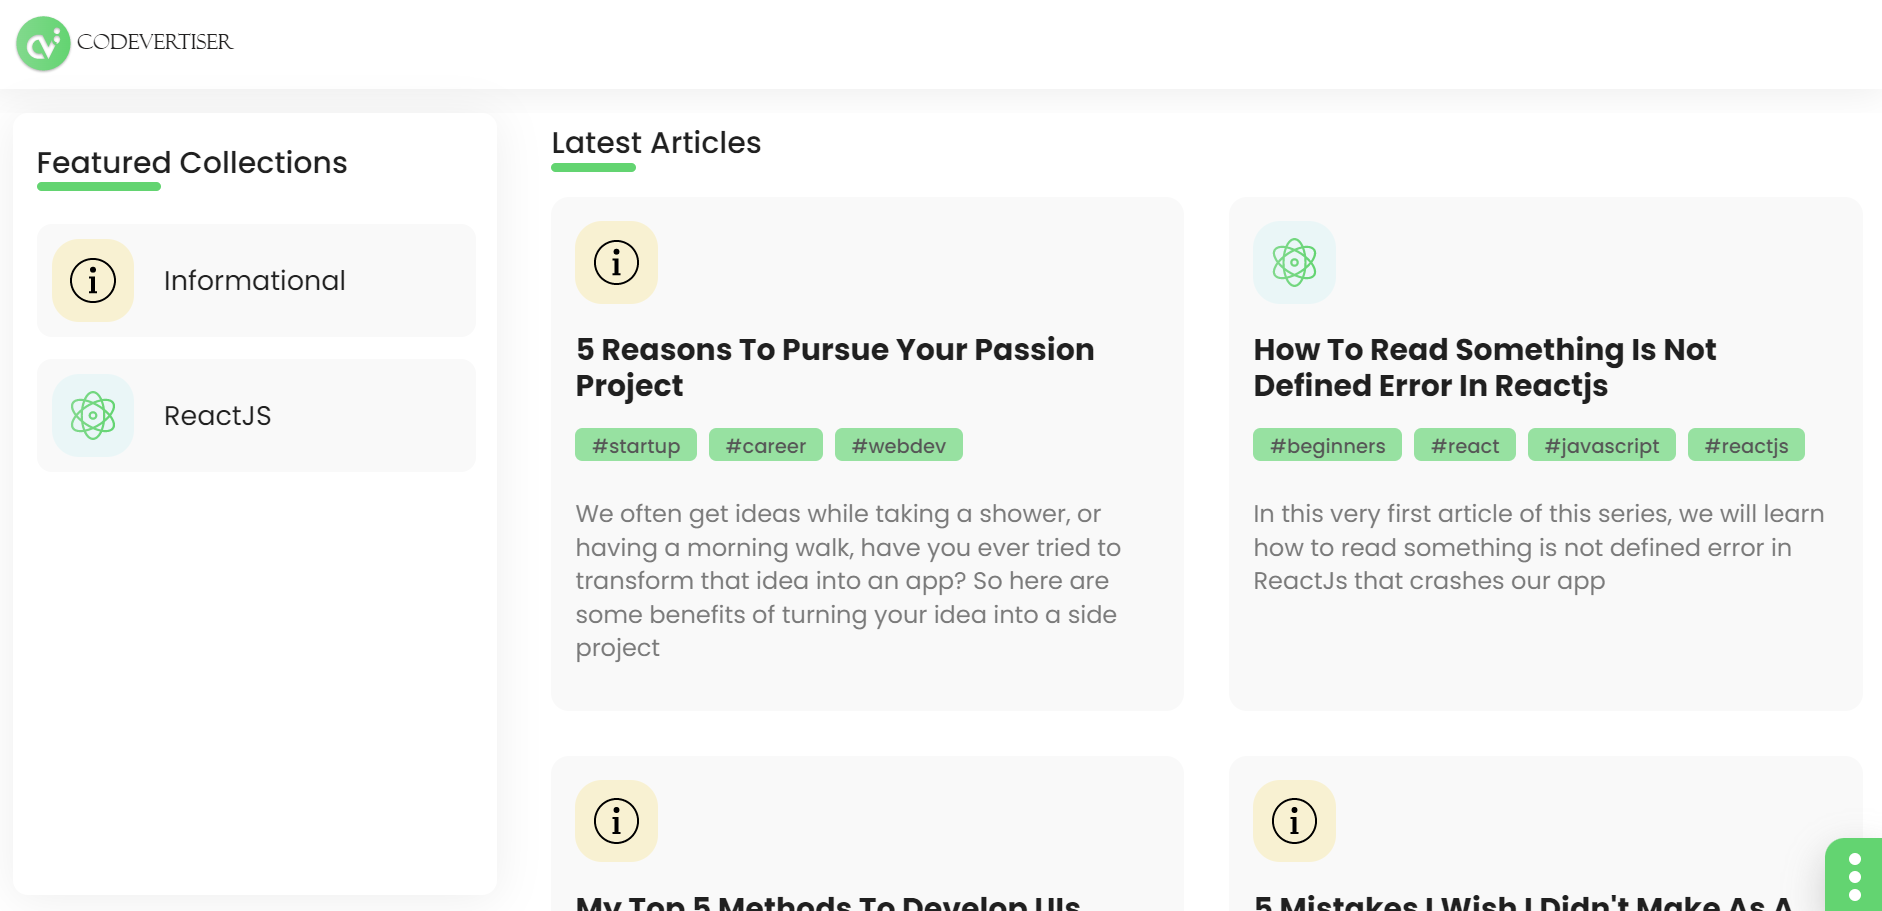 CODEVERTISER
Featured Collections
Informational
ReactJS
Latest Articles
5 Reasons To Pursue Your Passion
Project
#startup #career #webdev
We often get ideas while taking a shower, or
having a morning walk, have you ever tried to
transform that idea into an app? So here are
some benefits of turning your idea into a side
project
How To Read Something Is Not
Defined Error In Reactjs
#beginners #react #javascript #reactjs
In this very first article of this series, we will learn
how to read something is not defined error in
ReactJs that crashes our app
My Top 5 Methods To Develop UIs
5 Mistakes I Wish I Didn't Make As A